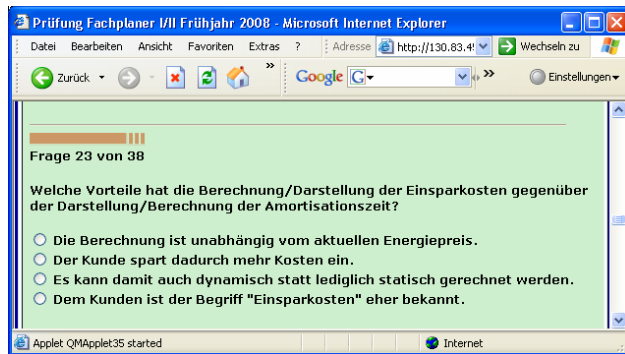 Prüfung Fachplaner I/II Frühjahr 2008 - Microsoft Internet Explorer
Datei Bearbeiten Ansicht Favoriten Extras ? Adresse http://130.83.4 Wechseln zu
Zurück » Google G » Einstellungen
Frage 23 von 38
Welche Vorteile hat die Berechnung/Darstellung der Einsparkosten gegenüber
der Darstellung/Berechnung der Amortisationszeit?
Die Berechnung ist unabhängig vom aktuellen Energiepreis.
Der Kunde spart dadurch mehr Kosten ein.
Es kann damit auch dynamisch statt lediglich statisch gerechnet werden.
Dem Kunden ist der Begriff "Einsparkosten" eher bekannt.
Applet QMApplet35 started Internet